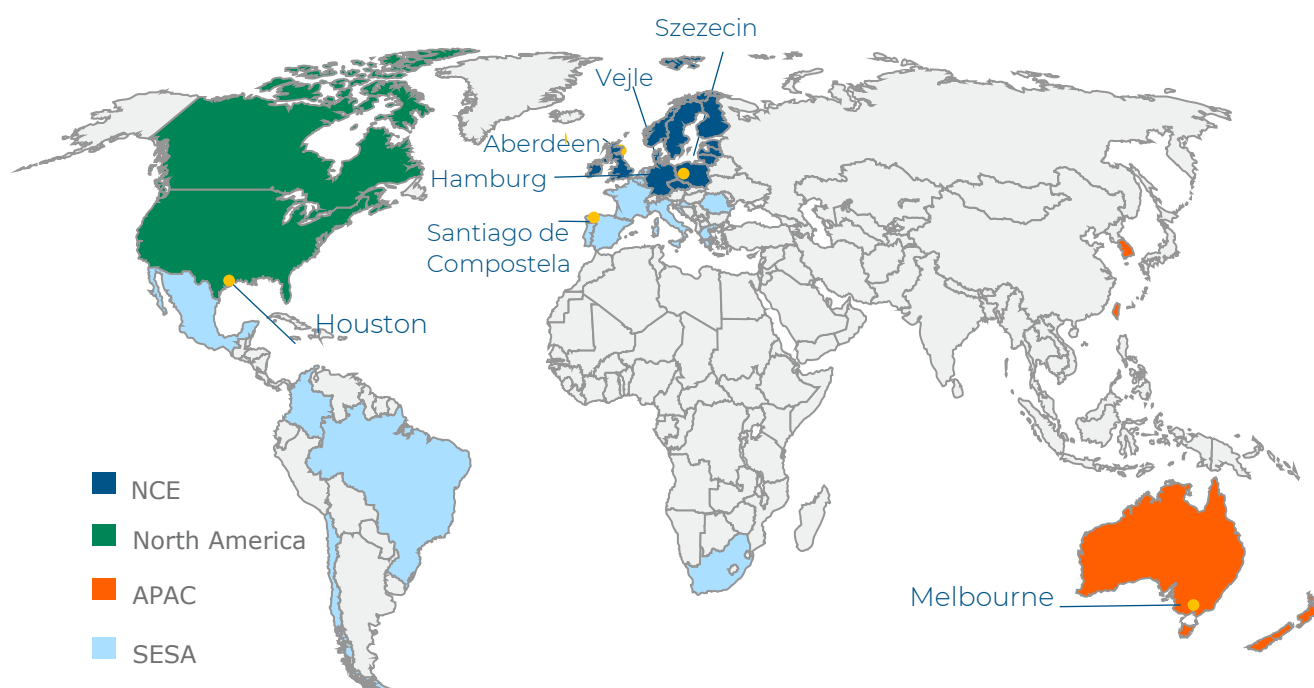 Szezecin
Vejle
Aberdeen
Hamburg
Santiago de
Compostela
Houston
NCE
North America
APAC
Melbourne
SESA